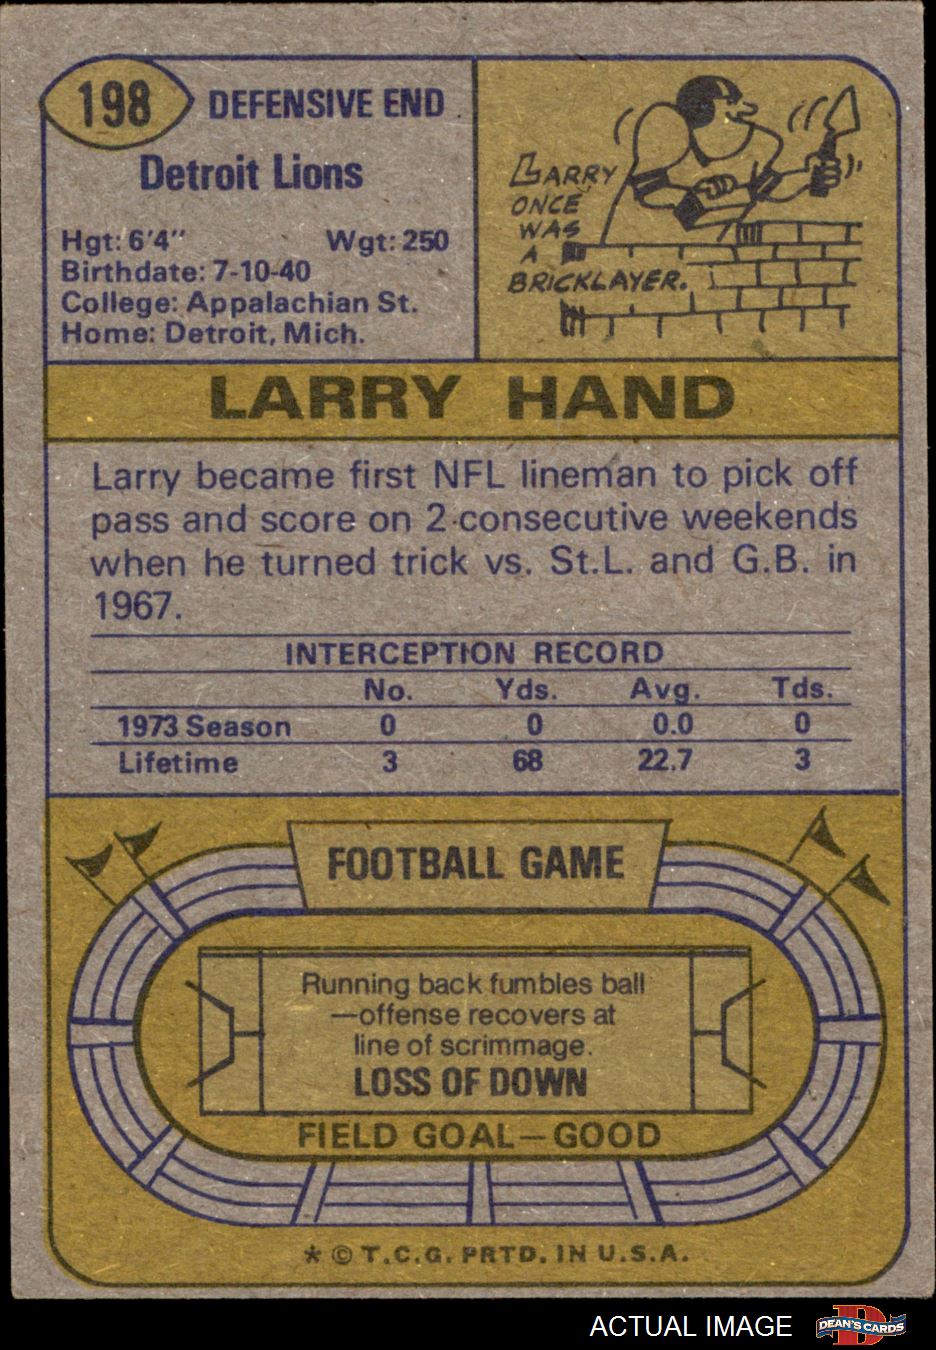 198
DEFENSIVE END
Detroit Lions
Hgt: 6'4" Wgt: 250
Birthdate: 7-10-40
College: Appalachian St.
Home: Detroit, Mich.
LARRY
ONCE
WAS
A
BRICKLAYER.
LARRY HAND
Larry became first NFL lineman to pick off
pass and score on 2 consecutive weekends
when he turned trick vs. St.L. and G.B. in
1967.
INTERCEPTION RECORD
No. Yds. Avg. Tds.
1973 Season 0 0 0.0 0
Lifetime 3 68 22.7 3
FOOTBALL GAME
Running back fumbles ball
—offense recovers at
line of scrimmage.
LOSS OF DOWN
FIELD GOAL—GOOD
* © T.C.G. PRTD. IN U.S.A.
ACTUAL IMAGE
DEAN'S CARDS